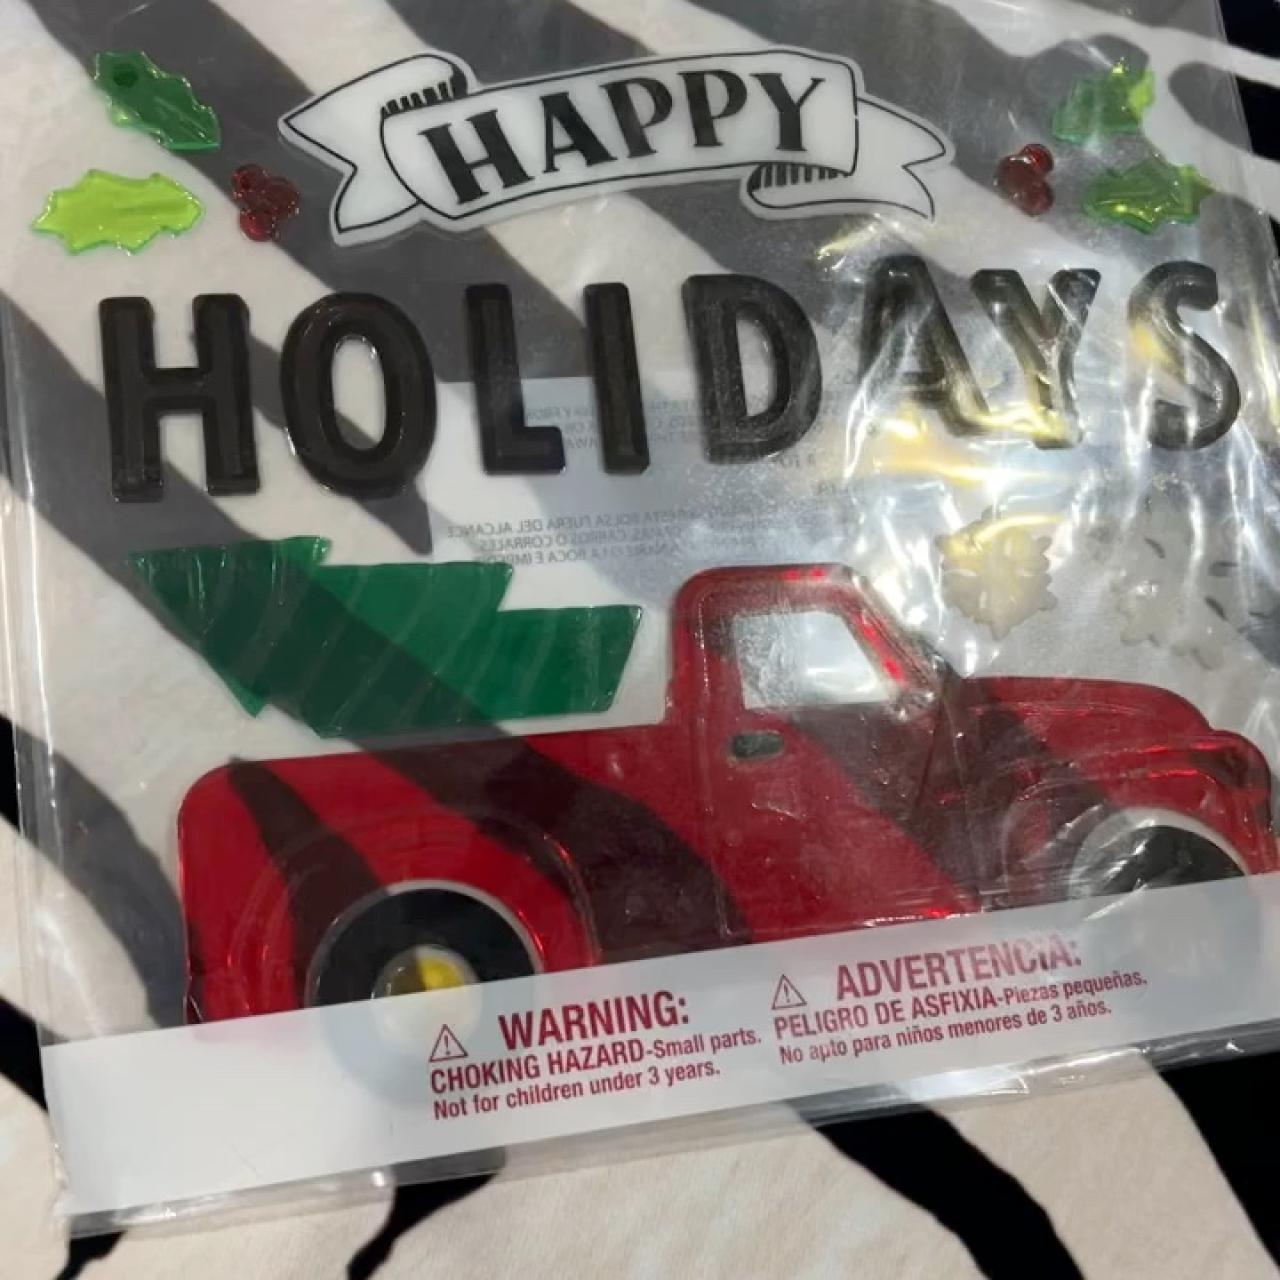 HAPPY
HOLIDAYS
WARNING:
CHOKING HAZARD-Small parts.
Not for children under 3 years.
ADVERTENCIA:
PELIGRO DE ASFIXIA-Piezas pequeñas.
No apto para niños menores de 3 años.